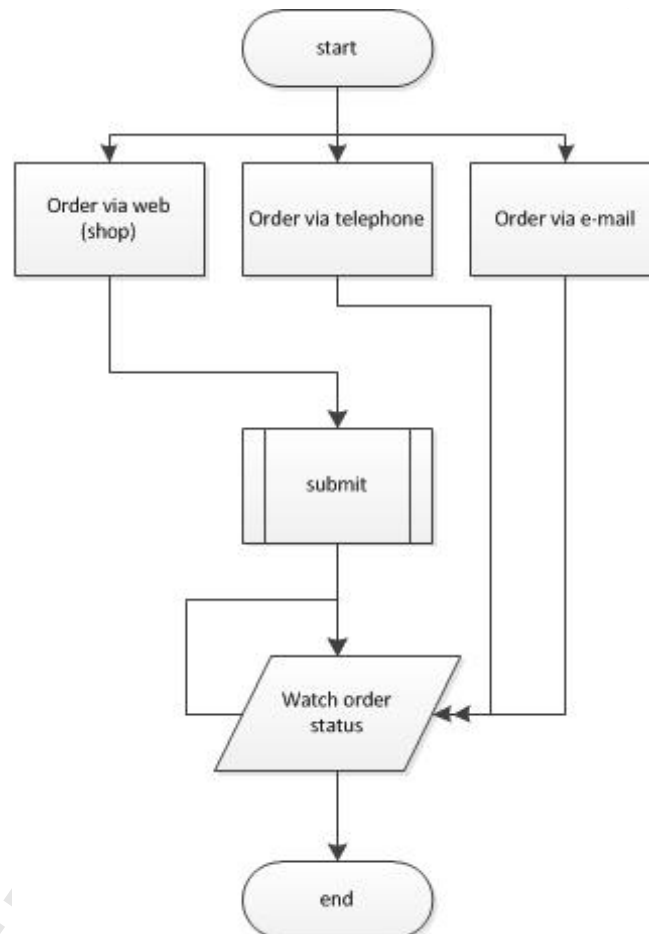 start
Order via web
(shop)
Order via telephone
Order via e-mail
submit
Watch order
status
end